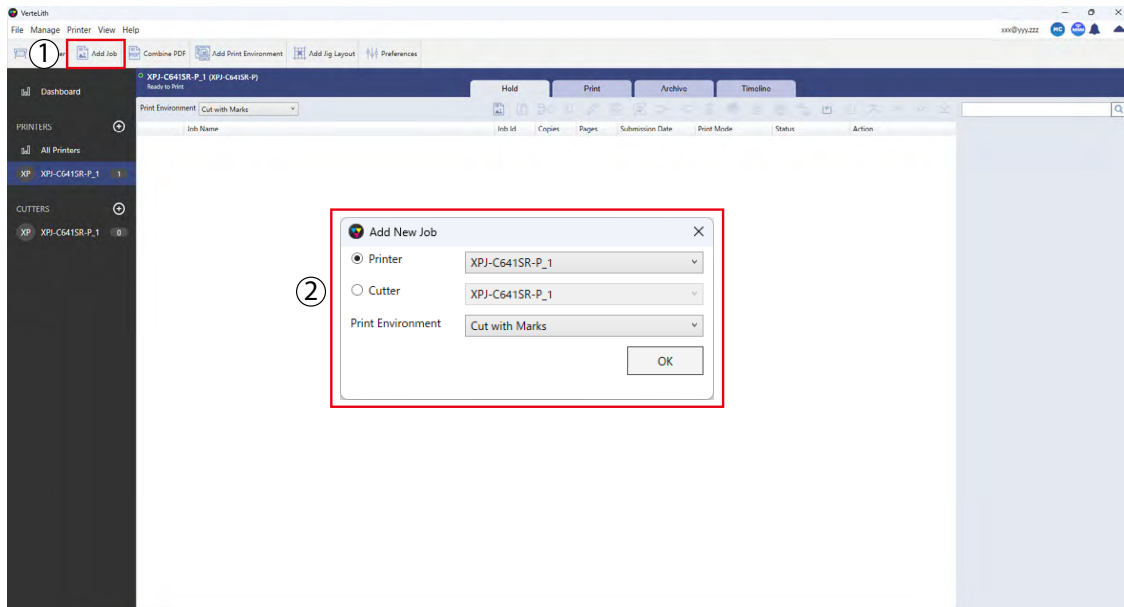 VerteLith
File Manage Printer View Help
xxx@yyy.zzz MC
① er Add Job Combine PDF Add Print Environment Add Jig Layout Preferences
Dashboard
XPJ-C641SR-P_1 (XPJ-C641SR-P)
Ready to Print
Hold Print Archive Timeline
Print Environment Cut with Marks
Job Name Job Id Copies Pages Submission Date Print Mode Status Action
PRINTERS
All Printers
XP XPJ-C641SR-P_1 1
CUTTERS
XP XPJ-C641SR-P_1 0
②
Add New Job
Printer XPJ-C641SR-P_1
Cutter XPJ-C641SR-P_1
Print Environment Cut with Marks
OK